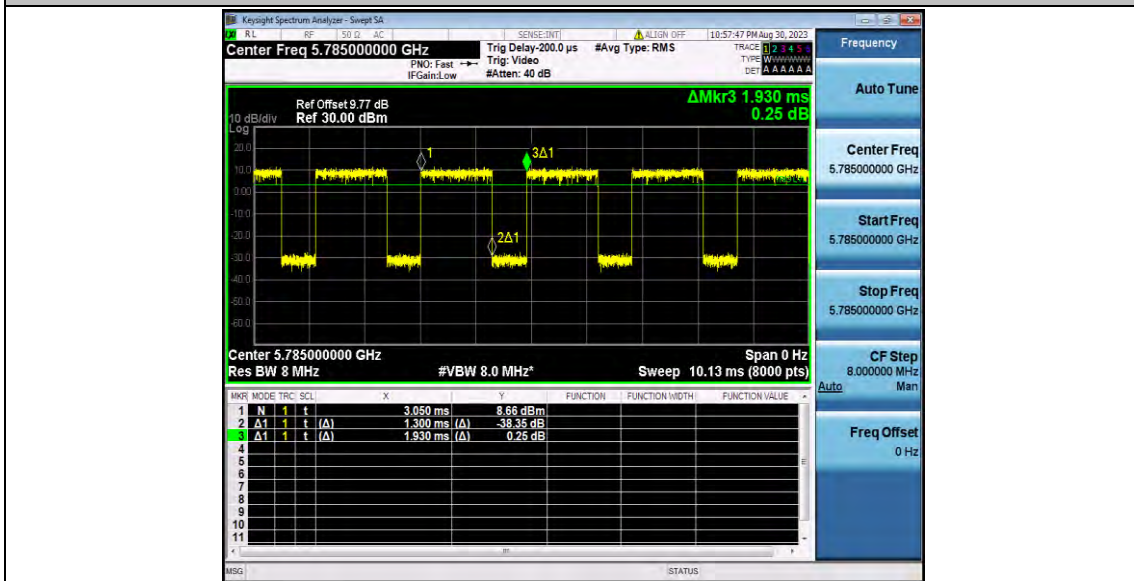 Keysight Spectrum Analyzer - Swept SA
RL RF 50 Ω AC SENSE:INT ALIGN OFF 10:57:47 PM Aug 30, 2023
Center Freq 5.785000000 GHz
PNO: Fast
IFGain:Low
Trig Delay-200.0 µs
Trig: Video
#Atten: 40 dB
#Avg Type: RMS
TRACE 1 2 3 4 5 6
TYPE WWWWWW
DET A A A A A A
Frequency
Auto Tune
Center Freq
5.785000000 GHz
Start Freq
5.785000000 GHz
Stop Freq
5.785000000 GHz
CF Step
8.000000 MHz
Auto Man
Freq Offset
0 Hz
ΔMkr3 1.930 ms
0.25 dB
Ref Offset 9.77 dB
10 dB/div Ref 30.00 dBm
Log
20.0
10.0
0.00
-10.0
-20.0
-30.0
-40.0
-50.0
-60.0
1
3Δ1
2Δ1
Center 5.785000000 GHz Span 0 Hz
Res BW 8 MHz #VBW 8.0 MHz* Sweep 10.13 ms (8000 pts)
MKR MODE TRC SCL X Y FUNCTION FUNCTION WIDTH FUNCTION VALUE
1 N 1 t 3.050 ms 8.66 dBm
2 Δ1 1 t (Δ) 1.300 ms (Δ) -38.35 dB
3 Δ1 1 t (Δ) 1.930 ms (Δ) 0.25 dB
4
5
6
7
8
9
10
11
MSG STATUS